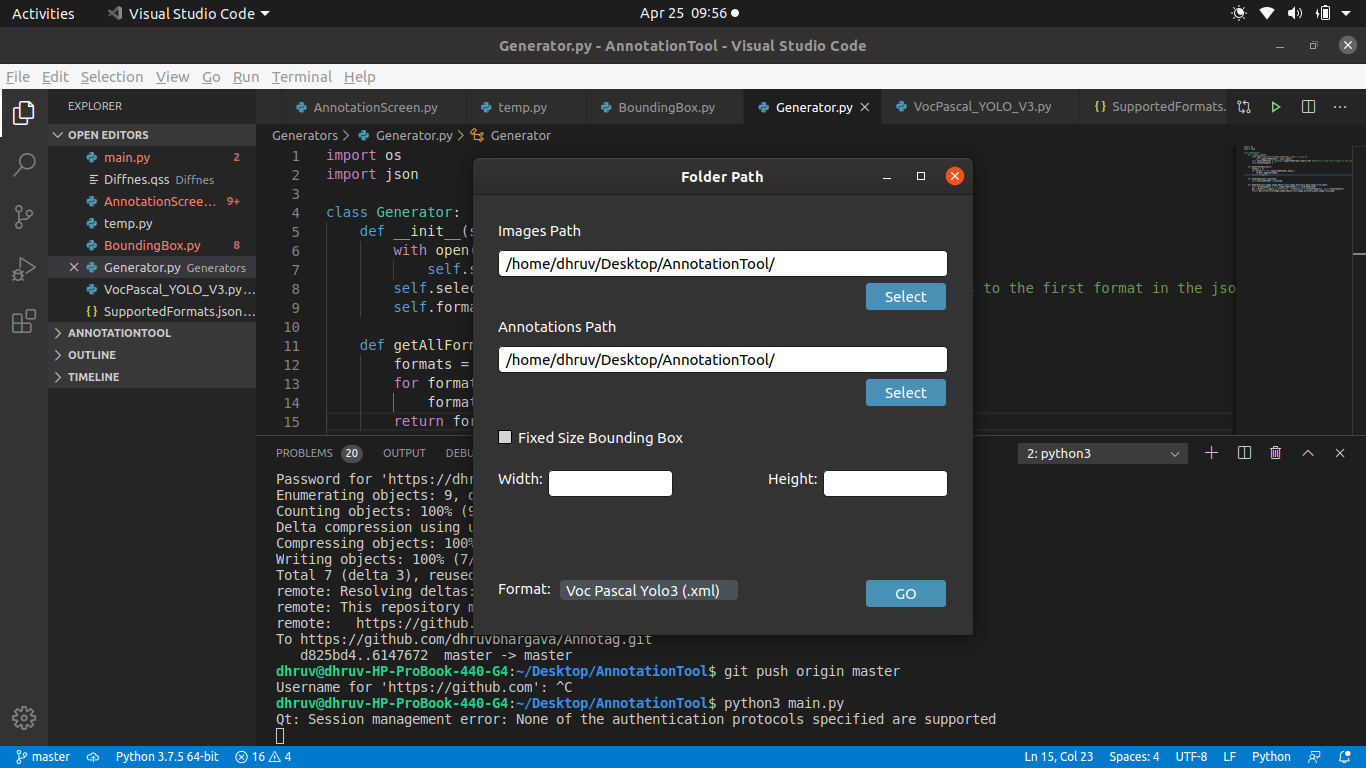 Activities Visual Studio Code Apr 25 09:56
Generator.py - AnnotationTool - Visual Studio Code
File Edit Selection View Go Run Terminal Help
EXPLORER
OPEN EDITORS
main.py 2
Diffnes.qss Diffnes
AnnotationScree... 9+
temp.py
BoundingBox.py 8
Generator.py Generators
VocPascal_YOLO_V3.py...
SupportedFormats.json...
ANNOTATIONTOOL
OUTLINE
TIMELINE
AnnotationScreen.py temp.py BoundingBox.py Generator.py VocPascal_YOLO_V3.py SupportedFormats.
Generators > Generator.py > Generator
1 import os
2 import json
3
4 class Generator:
5 def __init__(s
6 with open(
7 self.s
8 self.selec to the first format in the jso
9 self.forma
10
11 def getAllForm
12 formats =
13 for format
14 format
15 return for
Folder Path
Images Path
/home/dhruv/Desktop/AnnotationTool/
Select
Annotations Path
/home/dhruv/Desktop/AnnotationTool/
Select
Fixed Size Bounding Box
Width: Height:
Format: Voc Pascal Yolo3 (.xml) GO
PROBLEMS 20 OUTPUT DEBU 2: python3
Password for 'https://dhr
Enumerating objects: 9, d
Counting objects: 100% (9
Delta compression using u
Compressing objects: 100%
Writing objects: 100% (7/
Total 7 (delta 3), reused
remote: Resolving deltas:
remote: This repository m
remote: https://github.
To https://github.com/dhruvbhargava/Annotag.git
d825bd4..6147672 master -> master
dhruv@dhruv-HP-ProBook-440-G4:~/Desktop/AnnotationTool$ git push origin master
Username for 'https://github.com': ^C
dhruv@dhruv-HP-ProBook-440-G4:~/Desktop/AnnotationTool$ python3 main.py
Qt: Session management error: None of the authentication protocols specified are supported
master Python 3.7.5 64-bit 16 4 Ln 15, Col 23 Spaces: 4 UTF-8 LF Python